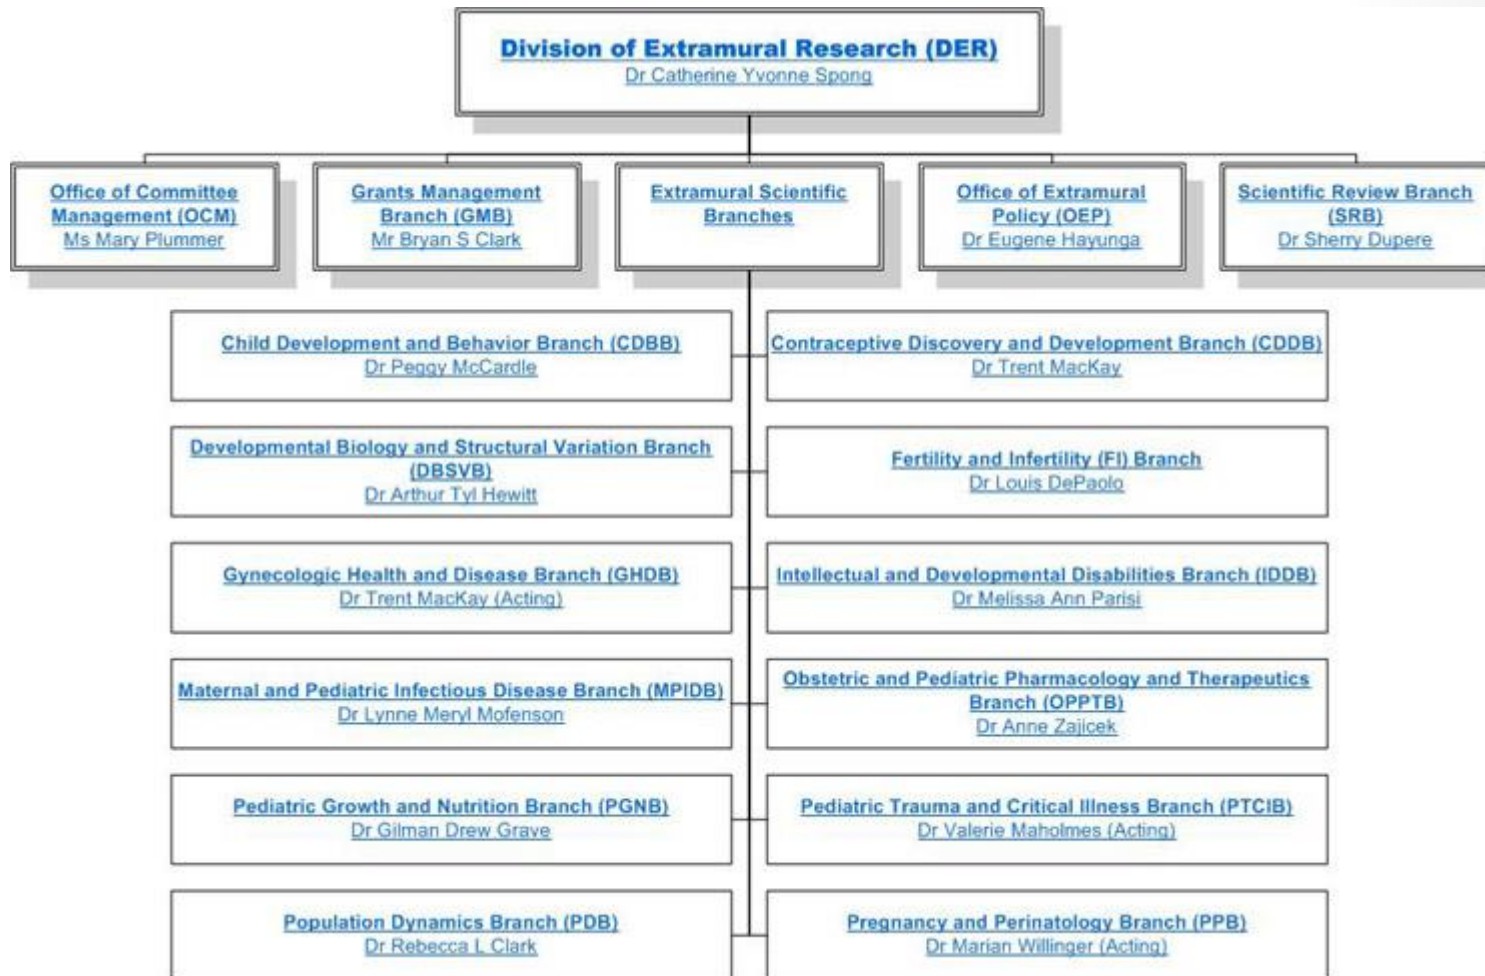 Division of Extramural Research (DER)
Dr Catherine Yvonne Spong
Office of Committee
Management (OCM)
Ms Mary Plummer
Grants Management
Branch (GMB)
Mr Bryan S Clark
Extramural Scientific
Branches
Office of Extramural
Policy (OEP)
Dr Eugene Hayunga
Scientific Review Branch
(SRB)
Dr Sherry Dupere
Child Development and Behavior Branch (CDBB)
Dr Peggy McCardle
Contraceptive Discovery and Development Branch (CDDB)
Dr Trent MacKay
Developmental Biology and Structural Variation Branch
(DBSVB)
Dr Arthur Tyl Hewitt
Fertility and Infertility (FI) Branch
Dr Louis DePaolo
Gynecologic Health and Disease Branch (GHDB)
Dr Trent MacKay (Acting)
Intellectual and Developmental Disabilities Branch (IDDB)
Dr Melissa Ann Parisi
Maternal and Pediatric Infectious Disease Branch (MPIDB)
Dr Lynne Meryl Mofenson
Obstetric and Pediatric Pharmacology and Therapeutics
Branch (OPPTB)
Dr Anne Zajicek
Pediatric Growth and Nutrition Branch (PGNB)
Dr Gilman Drew Grave
Pediatric Trauma and Critical Illness Branch (PTCIB)
Dr Valerie Maholmes (Acting)
Population Dynamics Branch (PDB)
Dr Rebecca L Clark
Pregnancy and Perinatology Branch (PPB)
Dr Marian Willinger (Acting)